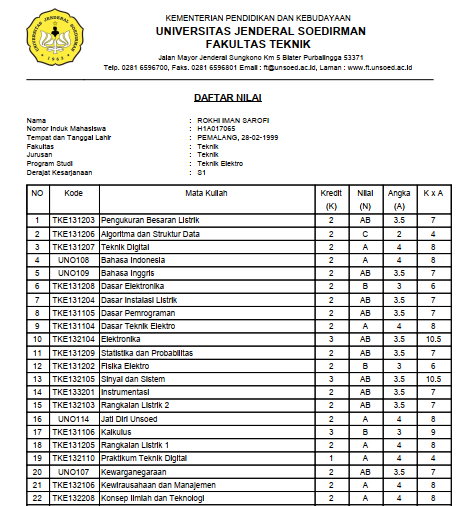 UNIVERSITAS JENDERAL SOEDIRMAN
1963
KEMENTERIAN PENDIDIKAN DAN KEBUDAYAAN
UNIVERSITAS JENDERAL SOEDIRMAN
FAKULTAS TEKNIK
Jalan Mayor Jenderal Sungkono Km 5 Blater Purbalingga 53371
Telp. 0281 6596700, Faks. 0281 6596801 Email : ft@unsoed.ac.id, Laman : www.ft.unsoed.ac.id
DAFTAR NILAI
Nama : ROKHI IMAN SAROFI
Nomor Induk Mahasiswa : H1A017065
Tempat dan Tanggal Lahir : PEMALANG, 28-02-1999
Fakultas : Teknik
Jurusan : Teknik
Program Studi : Teknik Elektro
Derajat Kesarjanaan : S1
NO Kode Mata Kuliah Kredit Nilai Angka K x A
(K) (N) (A)
1 TKE131203 Pengukuran Besaran Listrik 2 AB 3.5 7
2 TKE131206 Algoritma dan Struktur Data 2 C 2 4
3 TKE131207 Teknik Digital 2 A 4 8
4 UNO108 Bahasa Indonesia 2 A 4 8
5 UNO109 Bahasa Inggris 2 AB 3.5 7
6 TKE131208 Dasar Elektronika 2 B 3 6
7 TKE131204 Dasar Instalasi Listrik 2 AB 3.5 7
8 TKE131105 Dasar Pemrograman 2 AB 3.5 7
9 TKE131104 Dasar Teknik Elektro 2 A 4 8
10 TKE132104 Elektronika 3 AB 3.5 10.5
11 TKE131209 Statistika dan Probabilitas 2 AB 3.5 7
12 TKE131202 Fisika Elektro 2 B 3 6
13 TKE132105 Sinyal dan Sistem 3 AB 3.5 10.5
14 TKE133201 Instrumentasi 2 AB 3.5 7
15 TKE132103 Rangkaian Listrik 2 2 AB 3.5 7
16 UNO114 Jati Diri Unsoed 2 A 4 8
17 TKE131106 Kalkulus 3 B 3 9
18 TKE131205 Rangkaian Listrik 1 2 A 4 8
19 TKE132110 Praktikum Teknik Digital 1 A 4 4
20 UNO107 Kewarganegaraan 2 AB 3.5 7
21 TKE132106 Kewirausahaan dan Manajemen 2 A 4 8
22 TKE132208 Konsep Ilmiah dan Teknologi 2 A 4 8